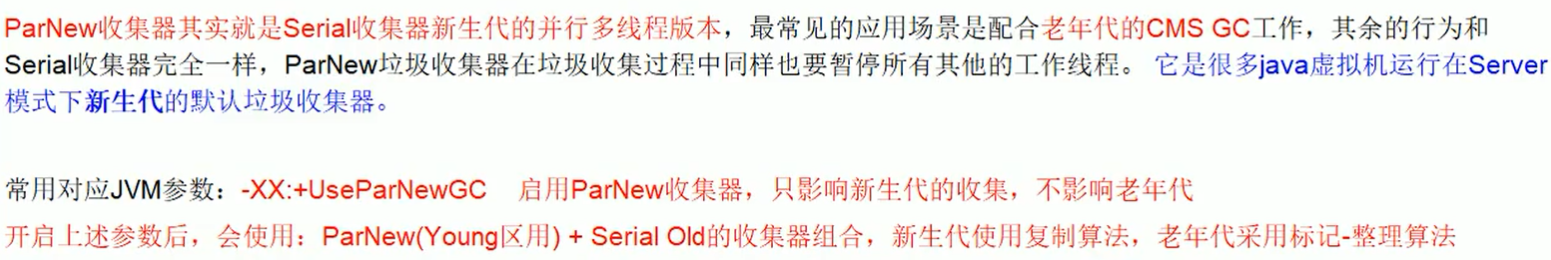 ParNew收集器其实就是Serial收集器新生代的并行多线程版本，最常见的应用场景是配合老年代的CMS GC工作，其余的行为和
Serial收集器完全一样，ParNew垃圾收集器在垃圾收集过程中同样也要暂停所有其他的工作线程。 它是很多java虚拟机运行在Server
模式下新生代的默认垃圾收集器。
常用对应JVM参数：-XX:+UseParNewGC 启用ParNew收集器，只影响新生代的收集，不影响老年代
开启上述参数后，会使用：ParNew(Young区用) + Serial Old的收集器组合，新生代使用复制算法，老年代采用标记-整理算法